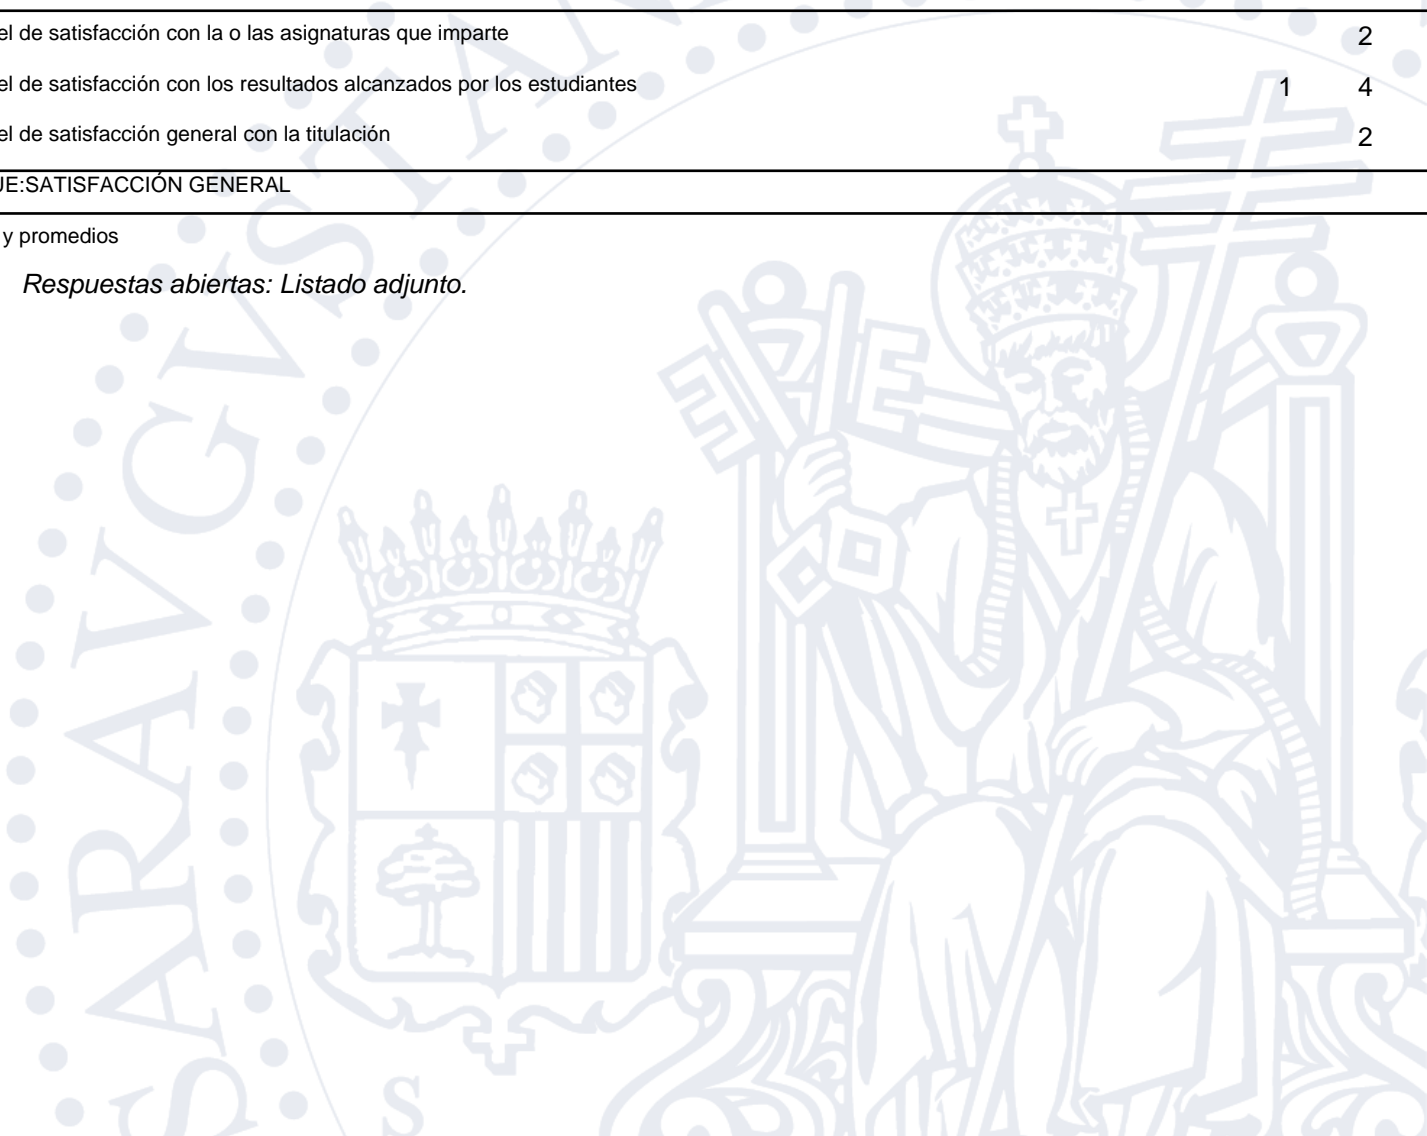 el de satisfacción con la o las asignaturas que imparte 2
el de satisfacción con los resultados alcanzados por los estudiantes 1 4
el de satisfacción general con la titulación 2
UE:SATISFACCIÓN GENERAL
y promedios
Respuestas abiertas: Listado adjunto.
SARAVGVSTAN
S